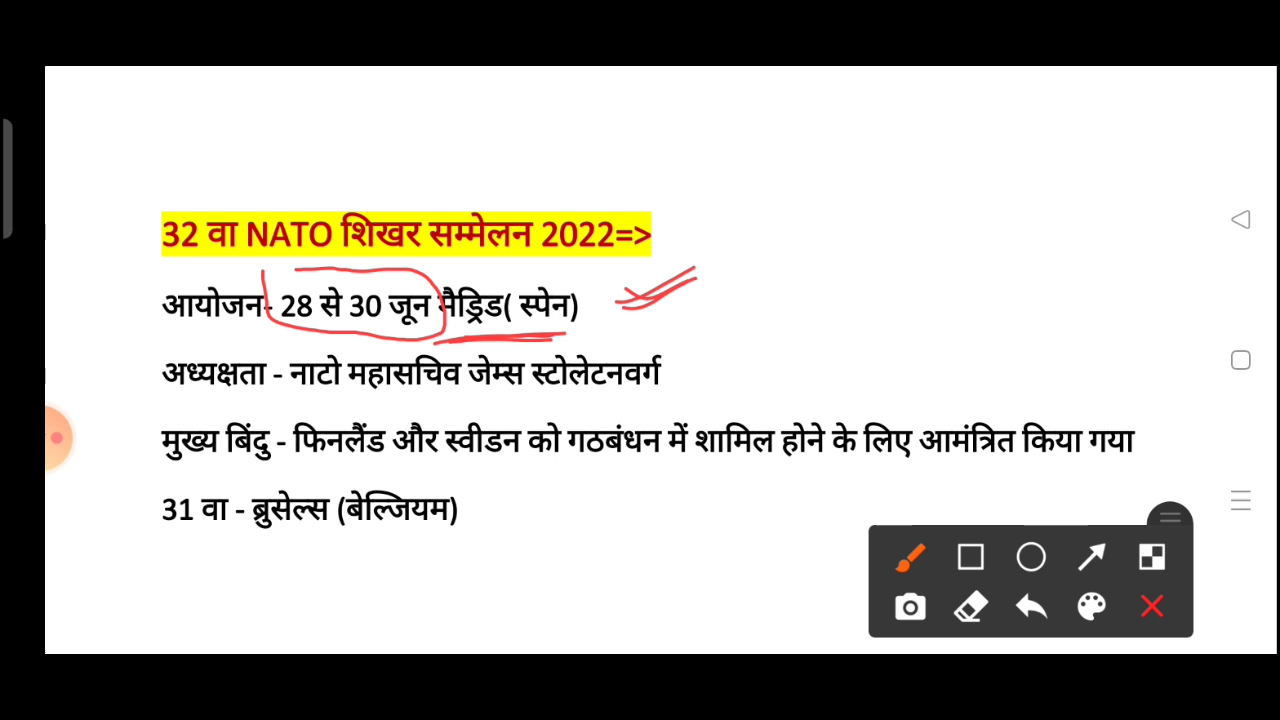 32 वा NATO शिखर सम्मेलन 2022=>
आयोजन- 28 से 30 जून मैड्रिड( स्पेन)
अध्यक्षता - नाटो महासचिव जेम्स स्टोलेटनवर्ग
मुख्य बिंदु - फिनलैंड और स्वीडन को गठबंधन में शामिल होने के लिए आमंत्रित किया गया
31 वा - ब्रुसेल्स (बेल्जियम)